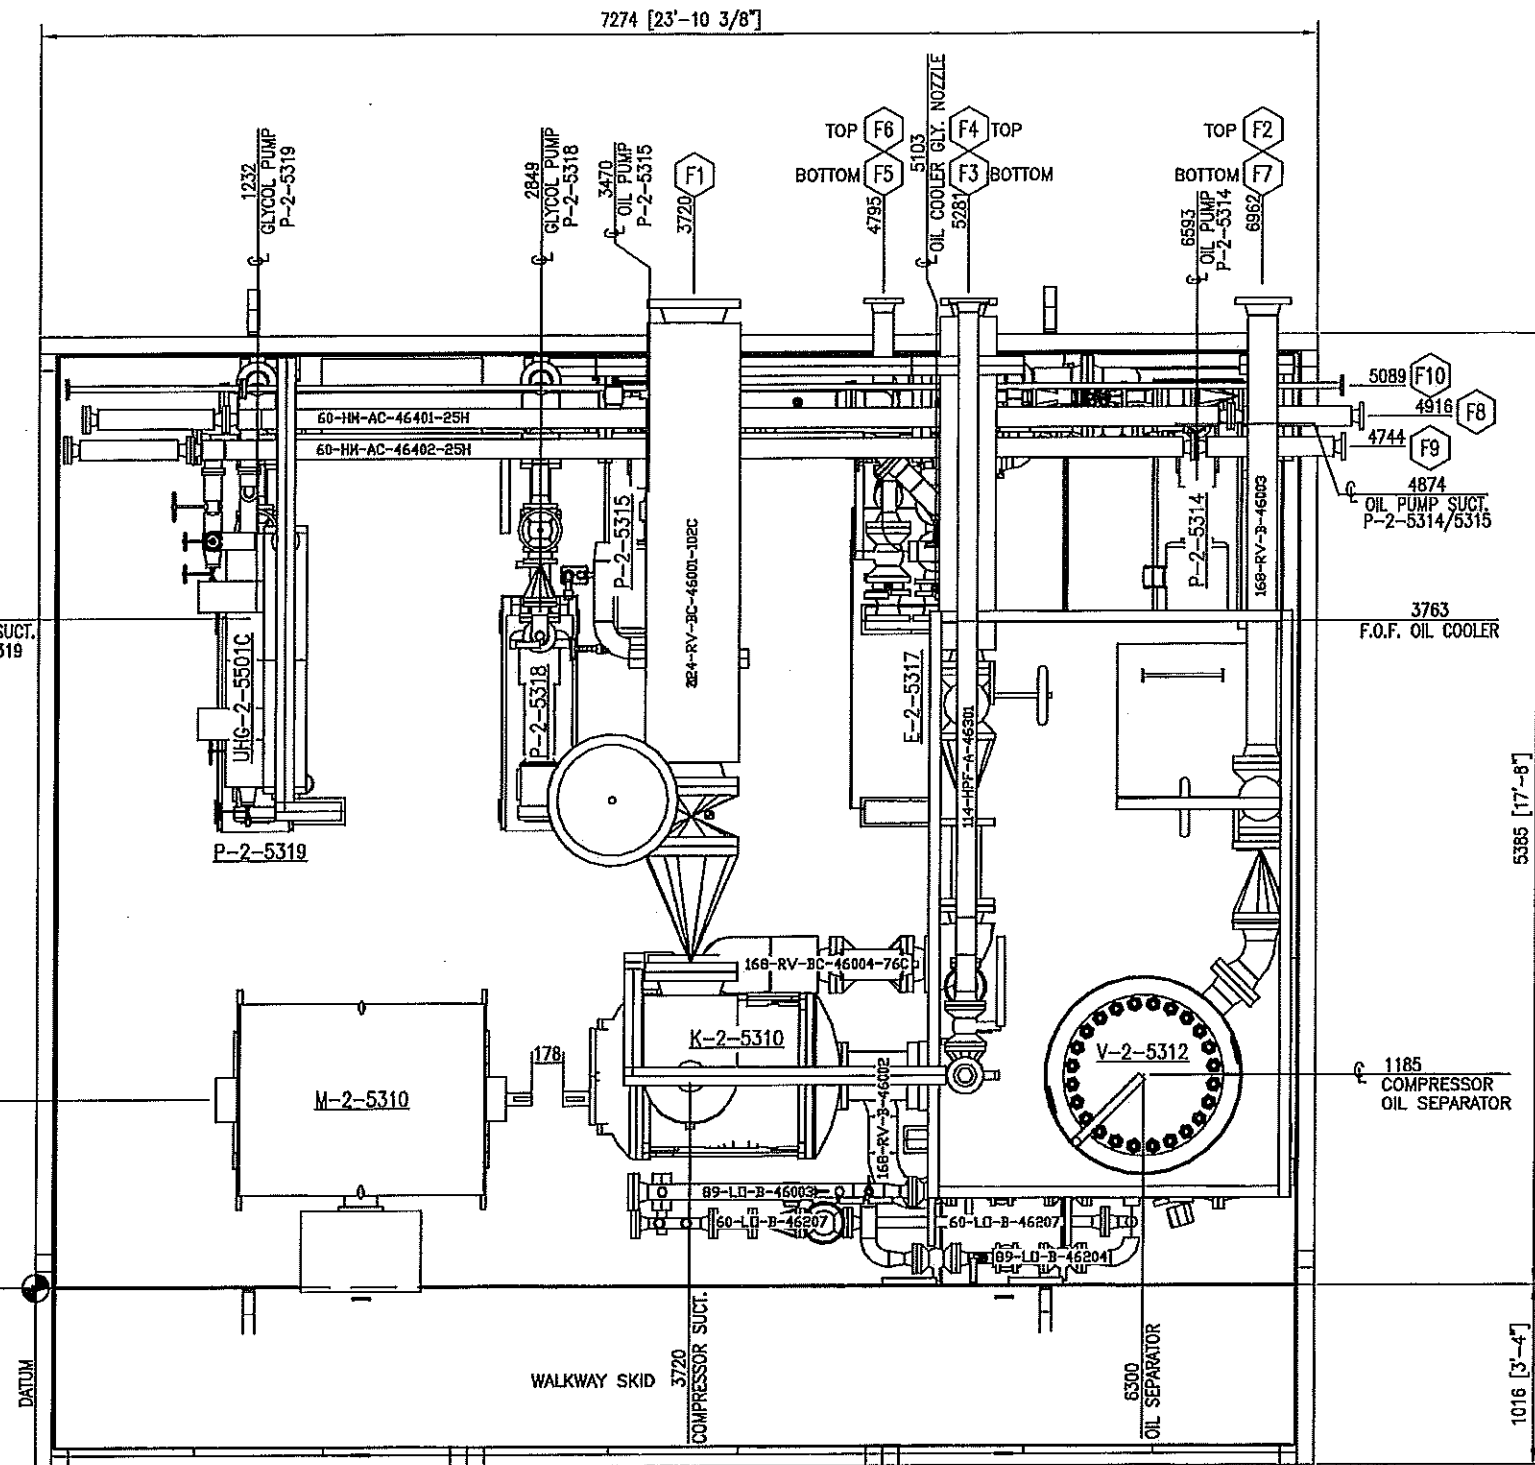 7274 [23'-10 3/8"]
1232
GLYCOL PUMP
P-2-5319
2849
GLYCOL PUMP
P-2-5318
3470
OIL PUMP
P-2-5315
F1
3720
TOP F6
BOTTOM F5
4795
5103
OIL COOLER GLY. NOZZLE
F4 TOP
F3 BOTTOM
5281
TOP F2
BOTTOM F7
6593
OIL PUMP
P-2-5314
6962
5089 F10
4916 F8
4744 F9
4874
OIL PUMP SUCT.
P-2-5314/5315
3763
F.O.F. OIL COOLER
60-HM-AC-46401-25H
60-HM-AC-46402-25H
P-2-5315
-RV-BC-46001-102C
P-2-5314
168-RV-B-46003
SUCT.
319
UHG-2-5501C
P-2-5318
E-2-5317
114-HPF-A-46301
P-2-5319
5385 [17'-8"]
168-RV-BC-46004-76C
K-2-5310
178
M-2-5310
168-RV-B-46002
V-2-5312
1185
COMPRESSOR
OIL SEPARATOR
89-LO-B-46003
60-LO-B-46207
60-LO-B-46207
89-LO-B-46204
DATUM
WALKWAY SKID
3720
COMPRESSOR SUCT.
6300
OIL SEPARATOR
1016 [3'-4"]